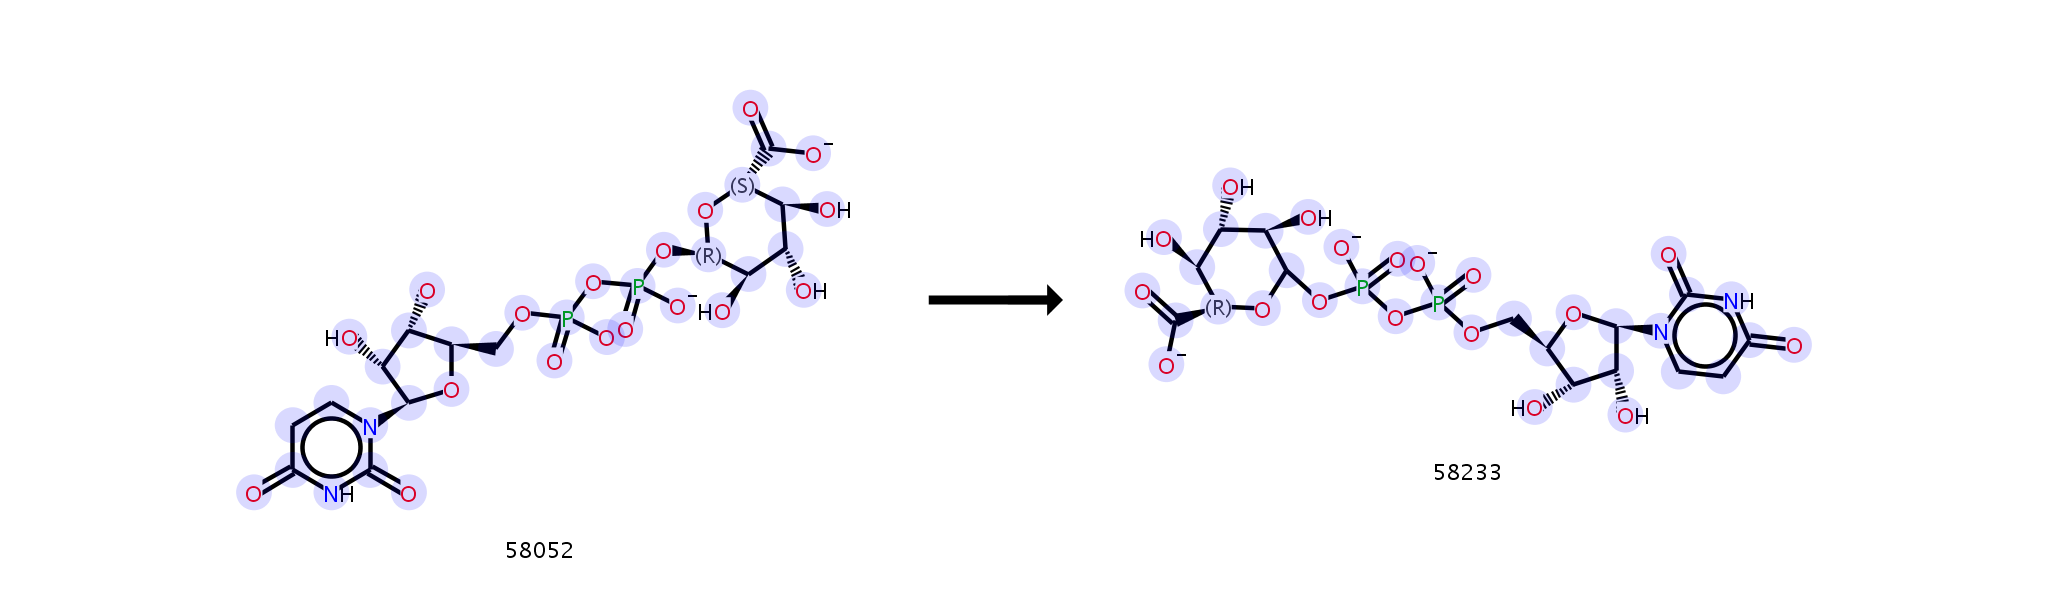 O
O −
(S)
O OH
O (R)
O P O −
OH
HO
O
O
P O
O
O
HO
O
N
O NH O
58052
OH
HO OH
O − O − O
O P O P
O O O
(R) O
O −
O
O NH
N O
HO OH
58233